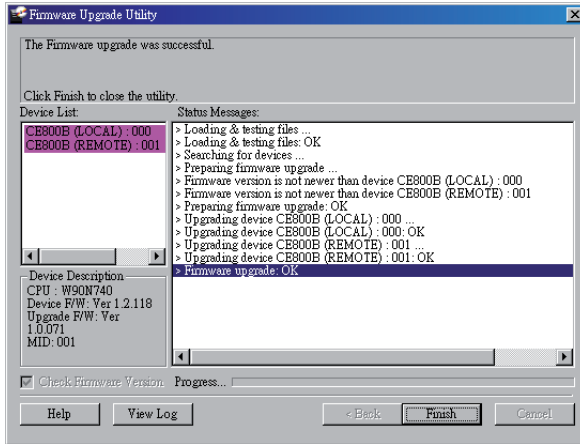 Firmware Upgrade Utility
The Firmware upgrade was successful.
Click Finish to close the utility.
Device List:
CE800B (LOCAL) : 000
CE800B (REMOTE) : 001
Status Messages:
> Loading & testing files ...
> Loading & testing files: OK
> Searching for devices ...
> Preparing firmware upgrade ...
> Firmware version is not newer than device CE800B (LOCAL) : 000
> Firmware version is not newer than device CE800B (REMOTE) : 001
> Preparing firmware upgrade: OK
> Upgrading device CE800B (LOCAL) : 000 ...
> Upgrading device CE800B (LOCAL) : 000: OK
> Upgrading device CE800B (REMOTE) : 001 ...
> Upgrading device CE800B (REMOTE) : 001: OK
> Firmware upgrade: OK
Device Description
CPU : W90N740
Device F/W: Ver 1.2.118
Upgrade F/W: Ver
1.0.071
MID: 001
Check Firmware Version
Progress...
Help
View Log
< Back
Finish
Cancel